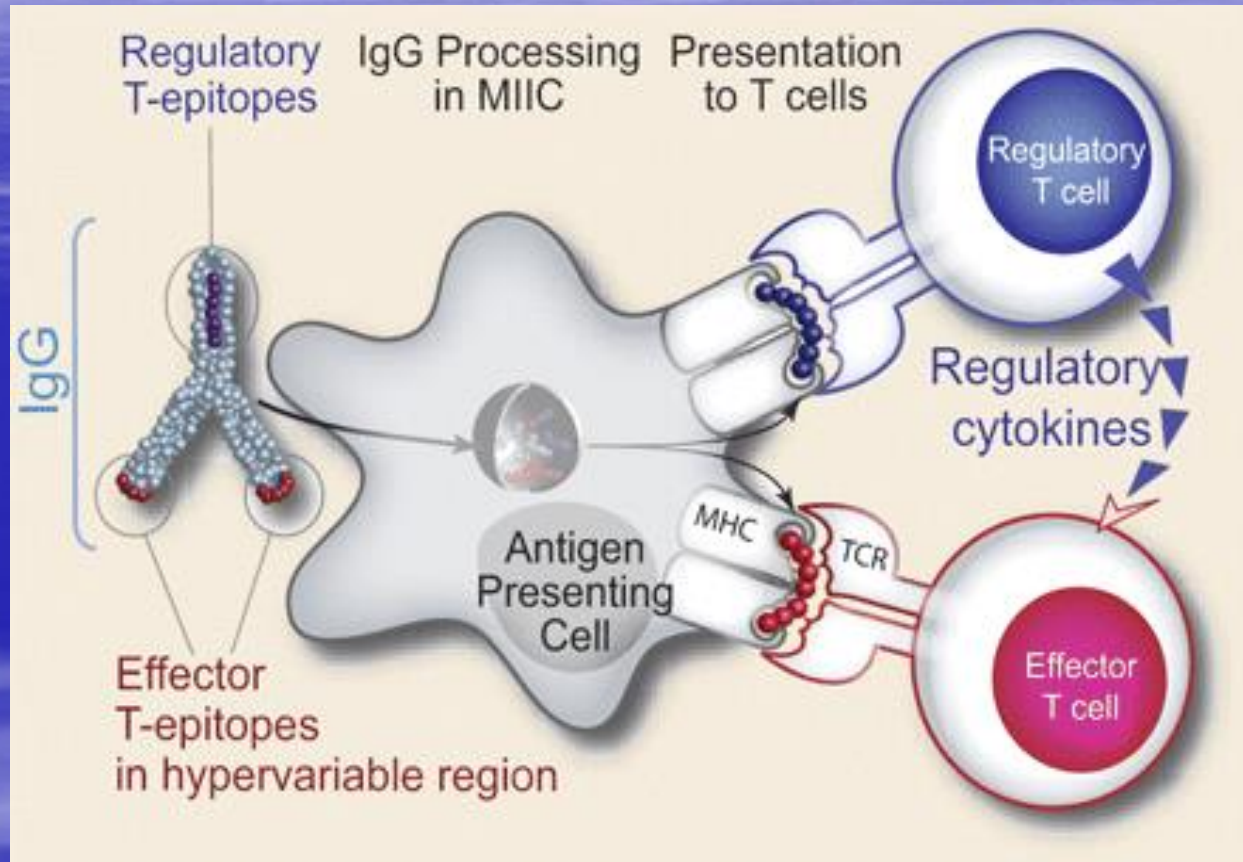 Regulatory
T-epitopes
IgG Processing
in MIIC
Presentation
to T cells
Regulatory
T cell
IgG
Regulatory
cytokines
MHC
TCR
Antigen
Presenting
Cell
Effector
T cell
Effector
T-epitopes
in hypervariable region